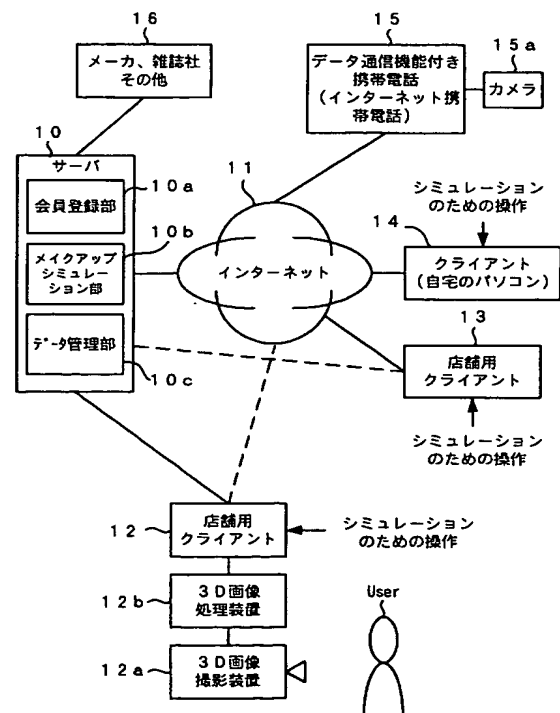 16
メーカ、雑誌社
その他
15
データ通信機能付き
携帯電話
(インターネット携
帯電話)
15a
カメラ
10
サーバ
10a
会員登録部
10b
メイクアップ
シミュレー
ション部
データ管理部
10c
11
インターネット
シミュレーション
のための操作
14
クライアント
(自宅のパソコン)
13
店舗用
クライアント
シミュレーション
のための操作
12
店舗用
クライアント
シミュレーション
のための操作
12b
3D画像
処理装置
12a
3D画像
撮影装置
User